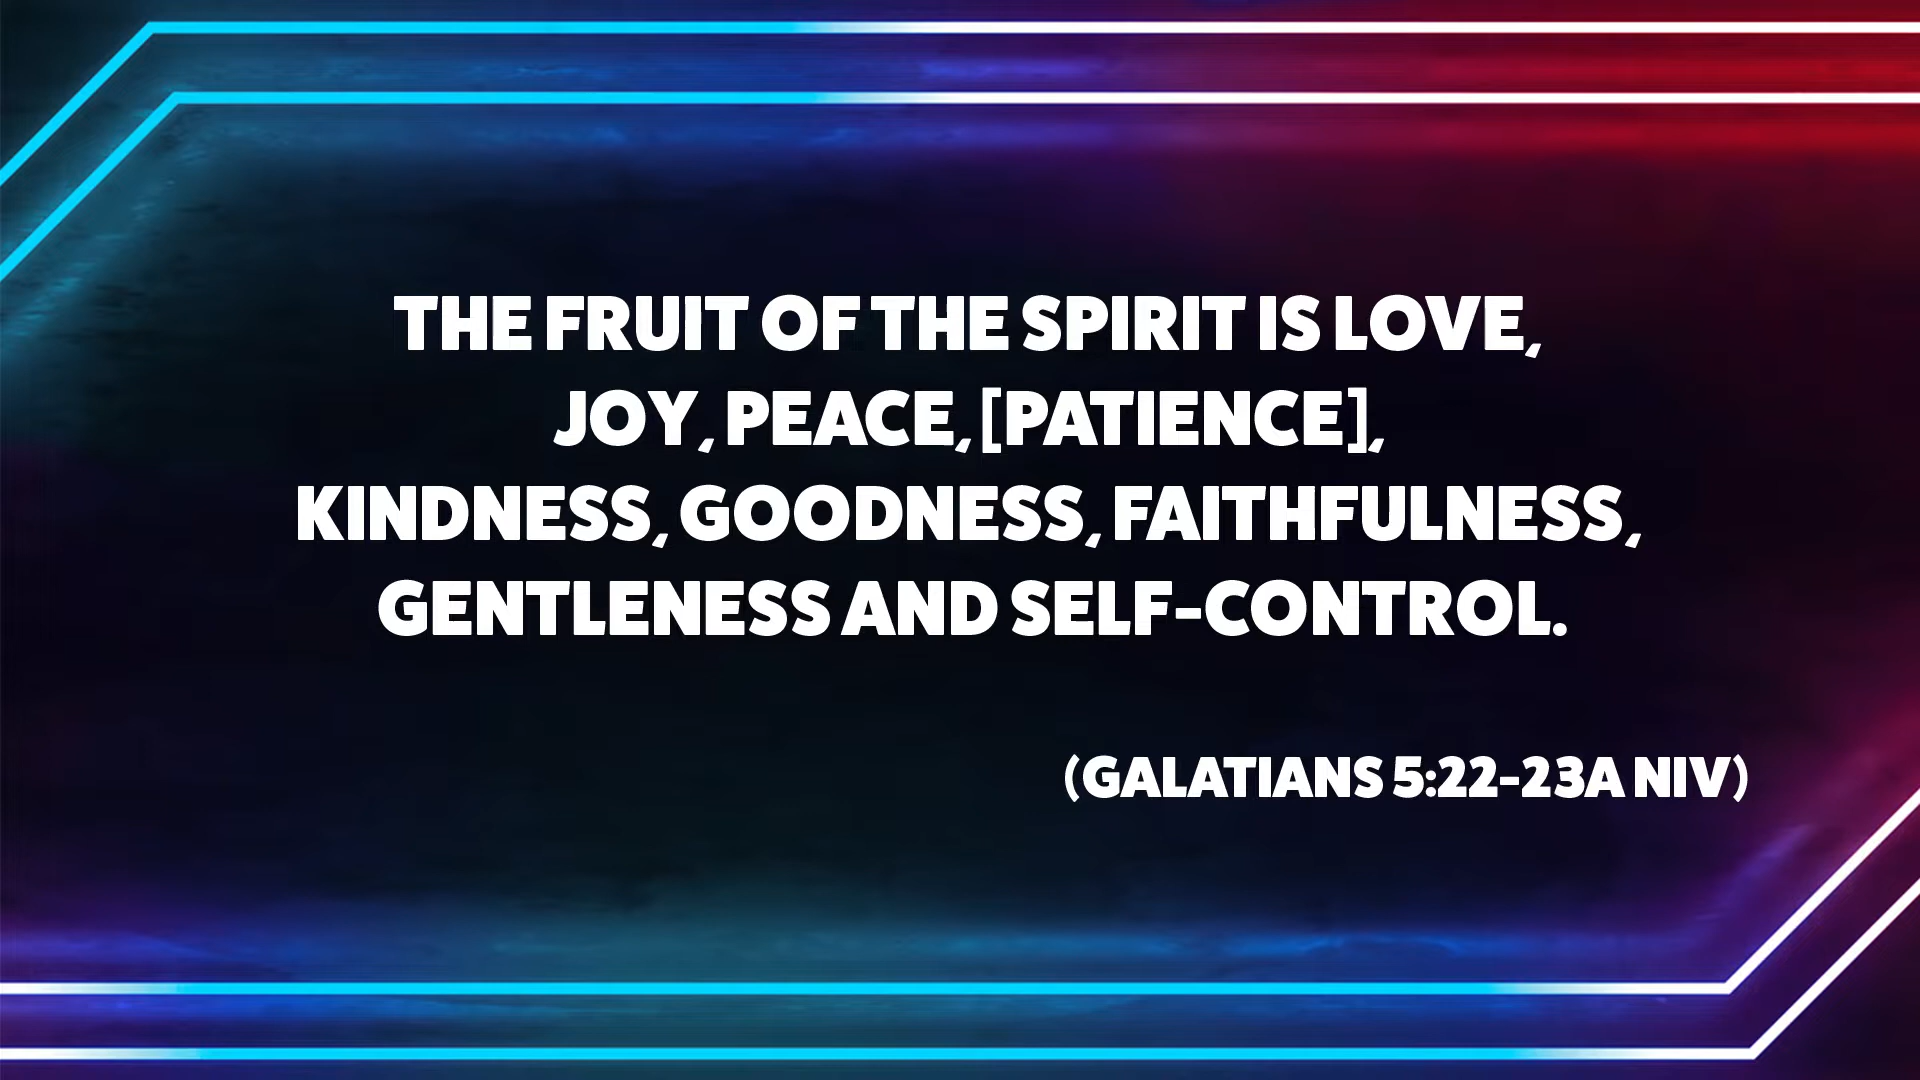 THE FRUIT OF THE SPIRIT IS LOVE,
JOY, PEACE, [PATIENCE],
KINDNESS, GOODNESS, FAITHFULNESS,
GENTLENESS AND SELF-CONTROL.
(GALATIANS 5:22-23A NIV)